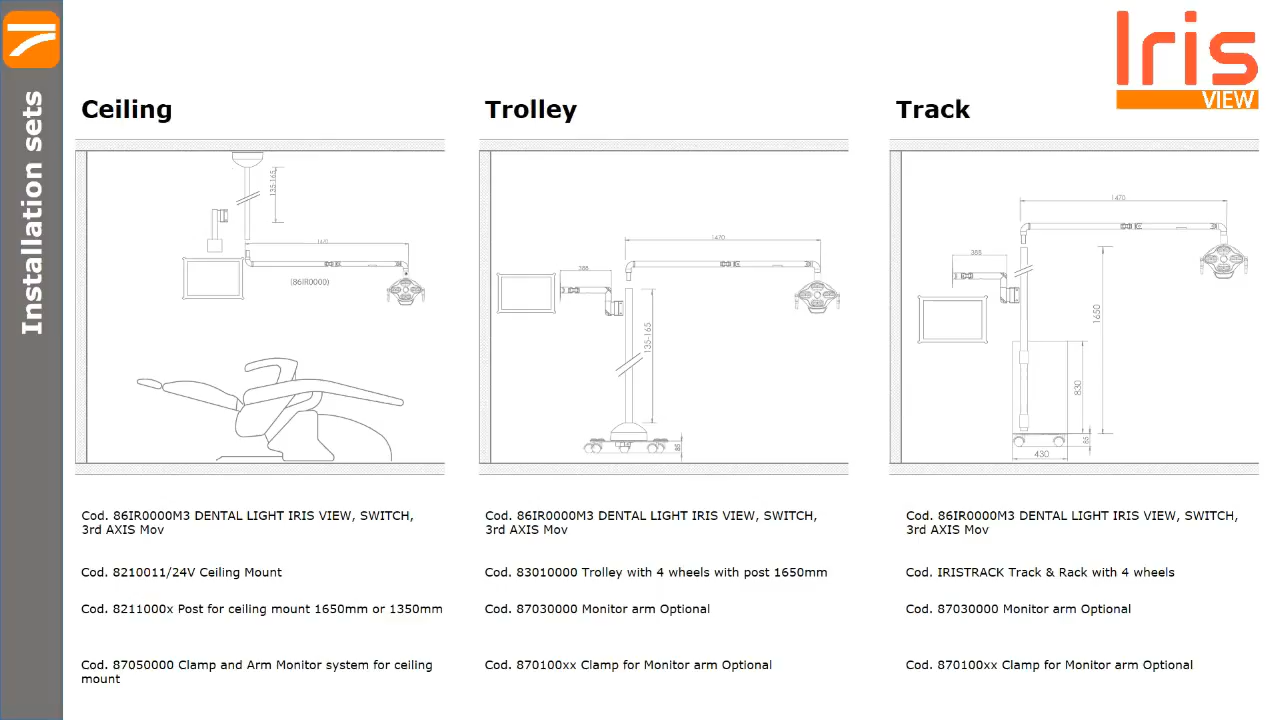 Installation sets
Iris
VIEW
Ceiling
135-165
1470
(86IR0000)
Cod. 86IR0000M3 DENTAL LIGHT IRIS VIEW, SWITCH,
3rd AXIS Mov
Cod. 8210011/24V Ceiling Mount
Cod. 8211000x Post for ceiling mount 1650mm or 1350mm
Cod. 87050000 Clamp and Arm Monitor system for ceiling
mount
Trolley
1470
388
135-165
85
Cod. 86IR0000M3 DENTAL LIGHT IRIS VIEW, SWITCH,
3rd AXIS Mov
Cod. 83010000 Trolley with 4 wheels with post 1650mm
Cod. 87030000 Monitor arm Optional
Cod. 870100xx Clamp for Monitor arm Optional
Track
1470
385
1650
830
85
430
Cod. 86IR0000M3 DENTAL LIGHT IRIS VIEW, SWITCH,
3rd AXIS Mov
Cod. IRISTRACK Track & Rack with 4 wheels
Cod. 87030000 Monitor arm Optional
Cod. 870100xx Clamp for Monitor arm Optional